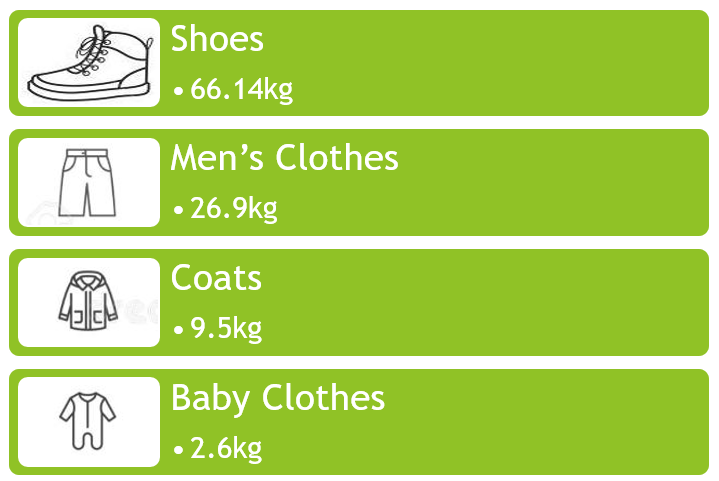 Shoes
• 66.14kg
Men’s Clothes
• 26.9kg
Coats
• 9.5kg
Baby Clothes
• 2.6kg